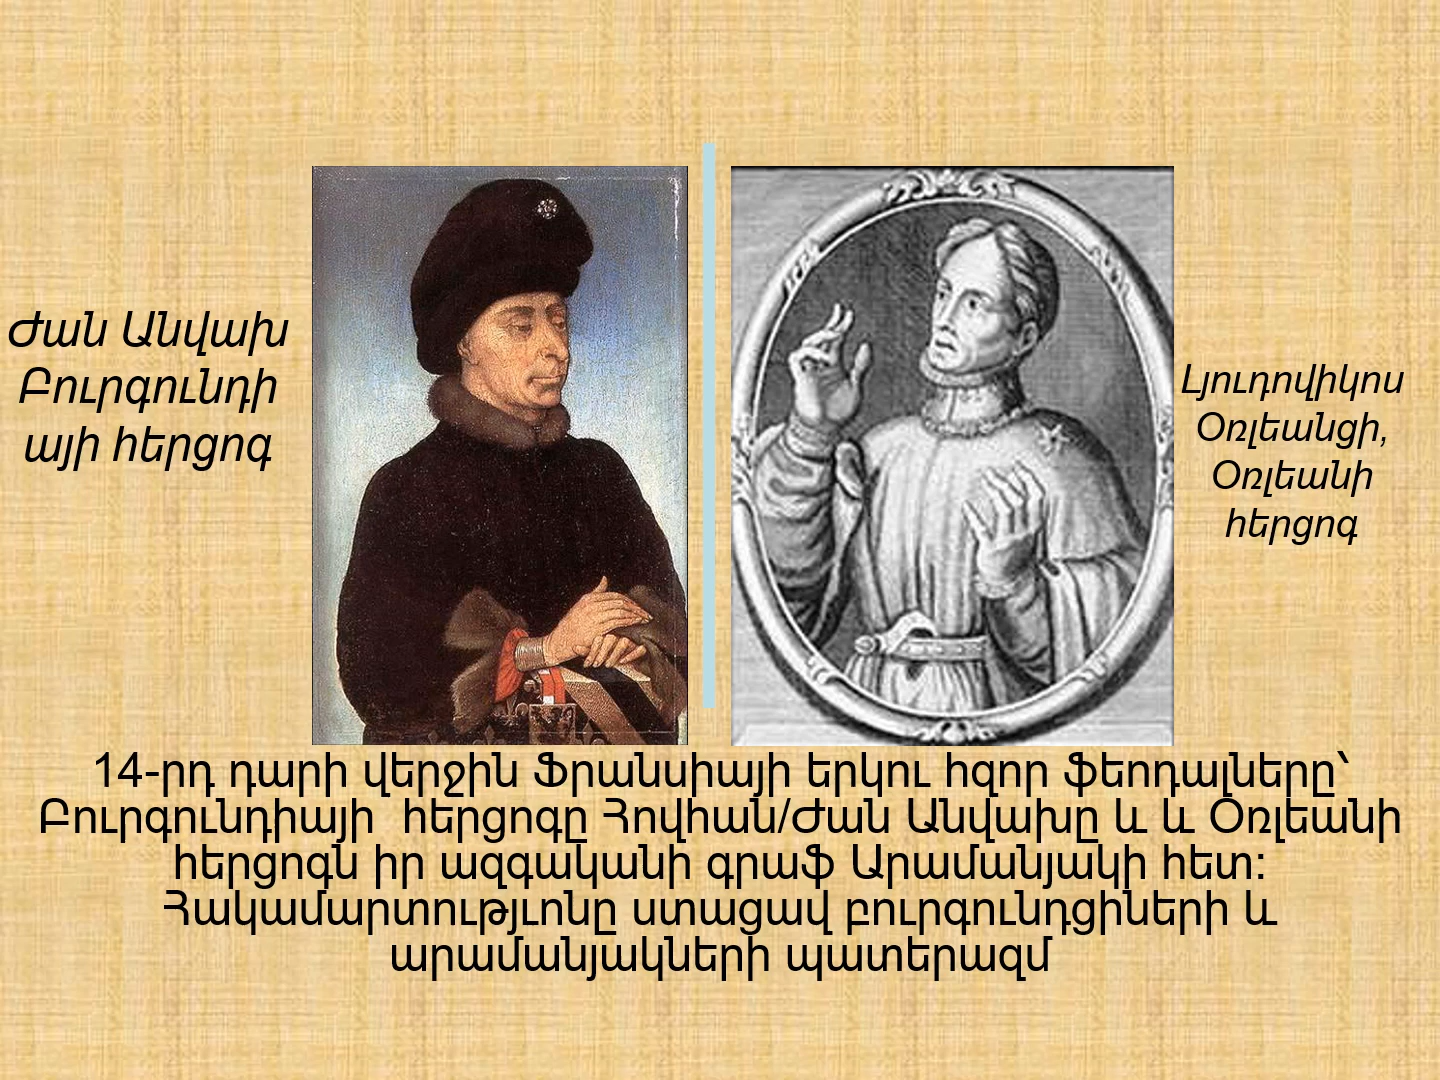 Ժան Անվախ
Բուրգունդի
այի հերցոգ
Լյուդովիկոս
Օռլեանցի,
Օռլեանի
հերցոգ
14-րդ դարի վերջին Ֆրանսիայի երկու հզոր ֆեոդալները՝
Բուրգունդիայի  հերցոգը Հովհան/Ժան Անվախը և և Օռլեանի
հերցոգն իր ազգականի գրաֆ Արամանյակի հետ:
Հակամարտությւոնը ստացավ բուրգունդցիների և
արամանյակների պատերազմ